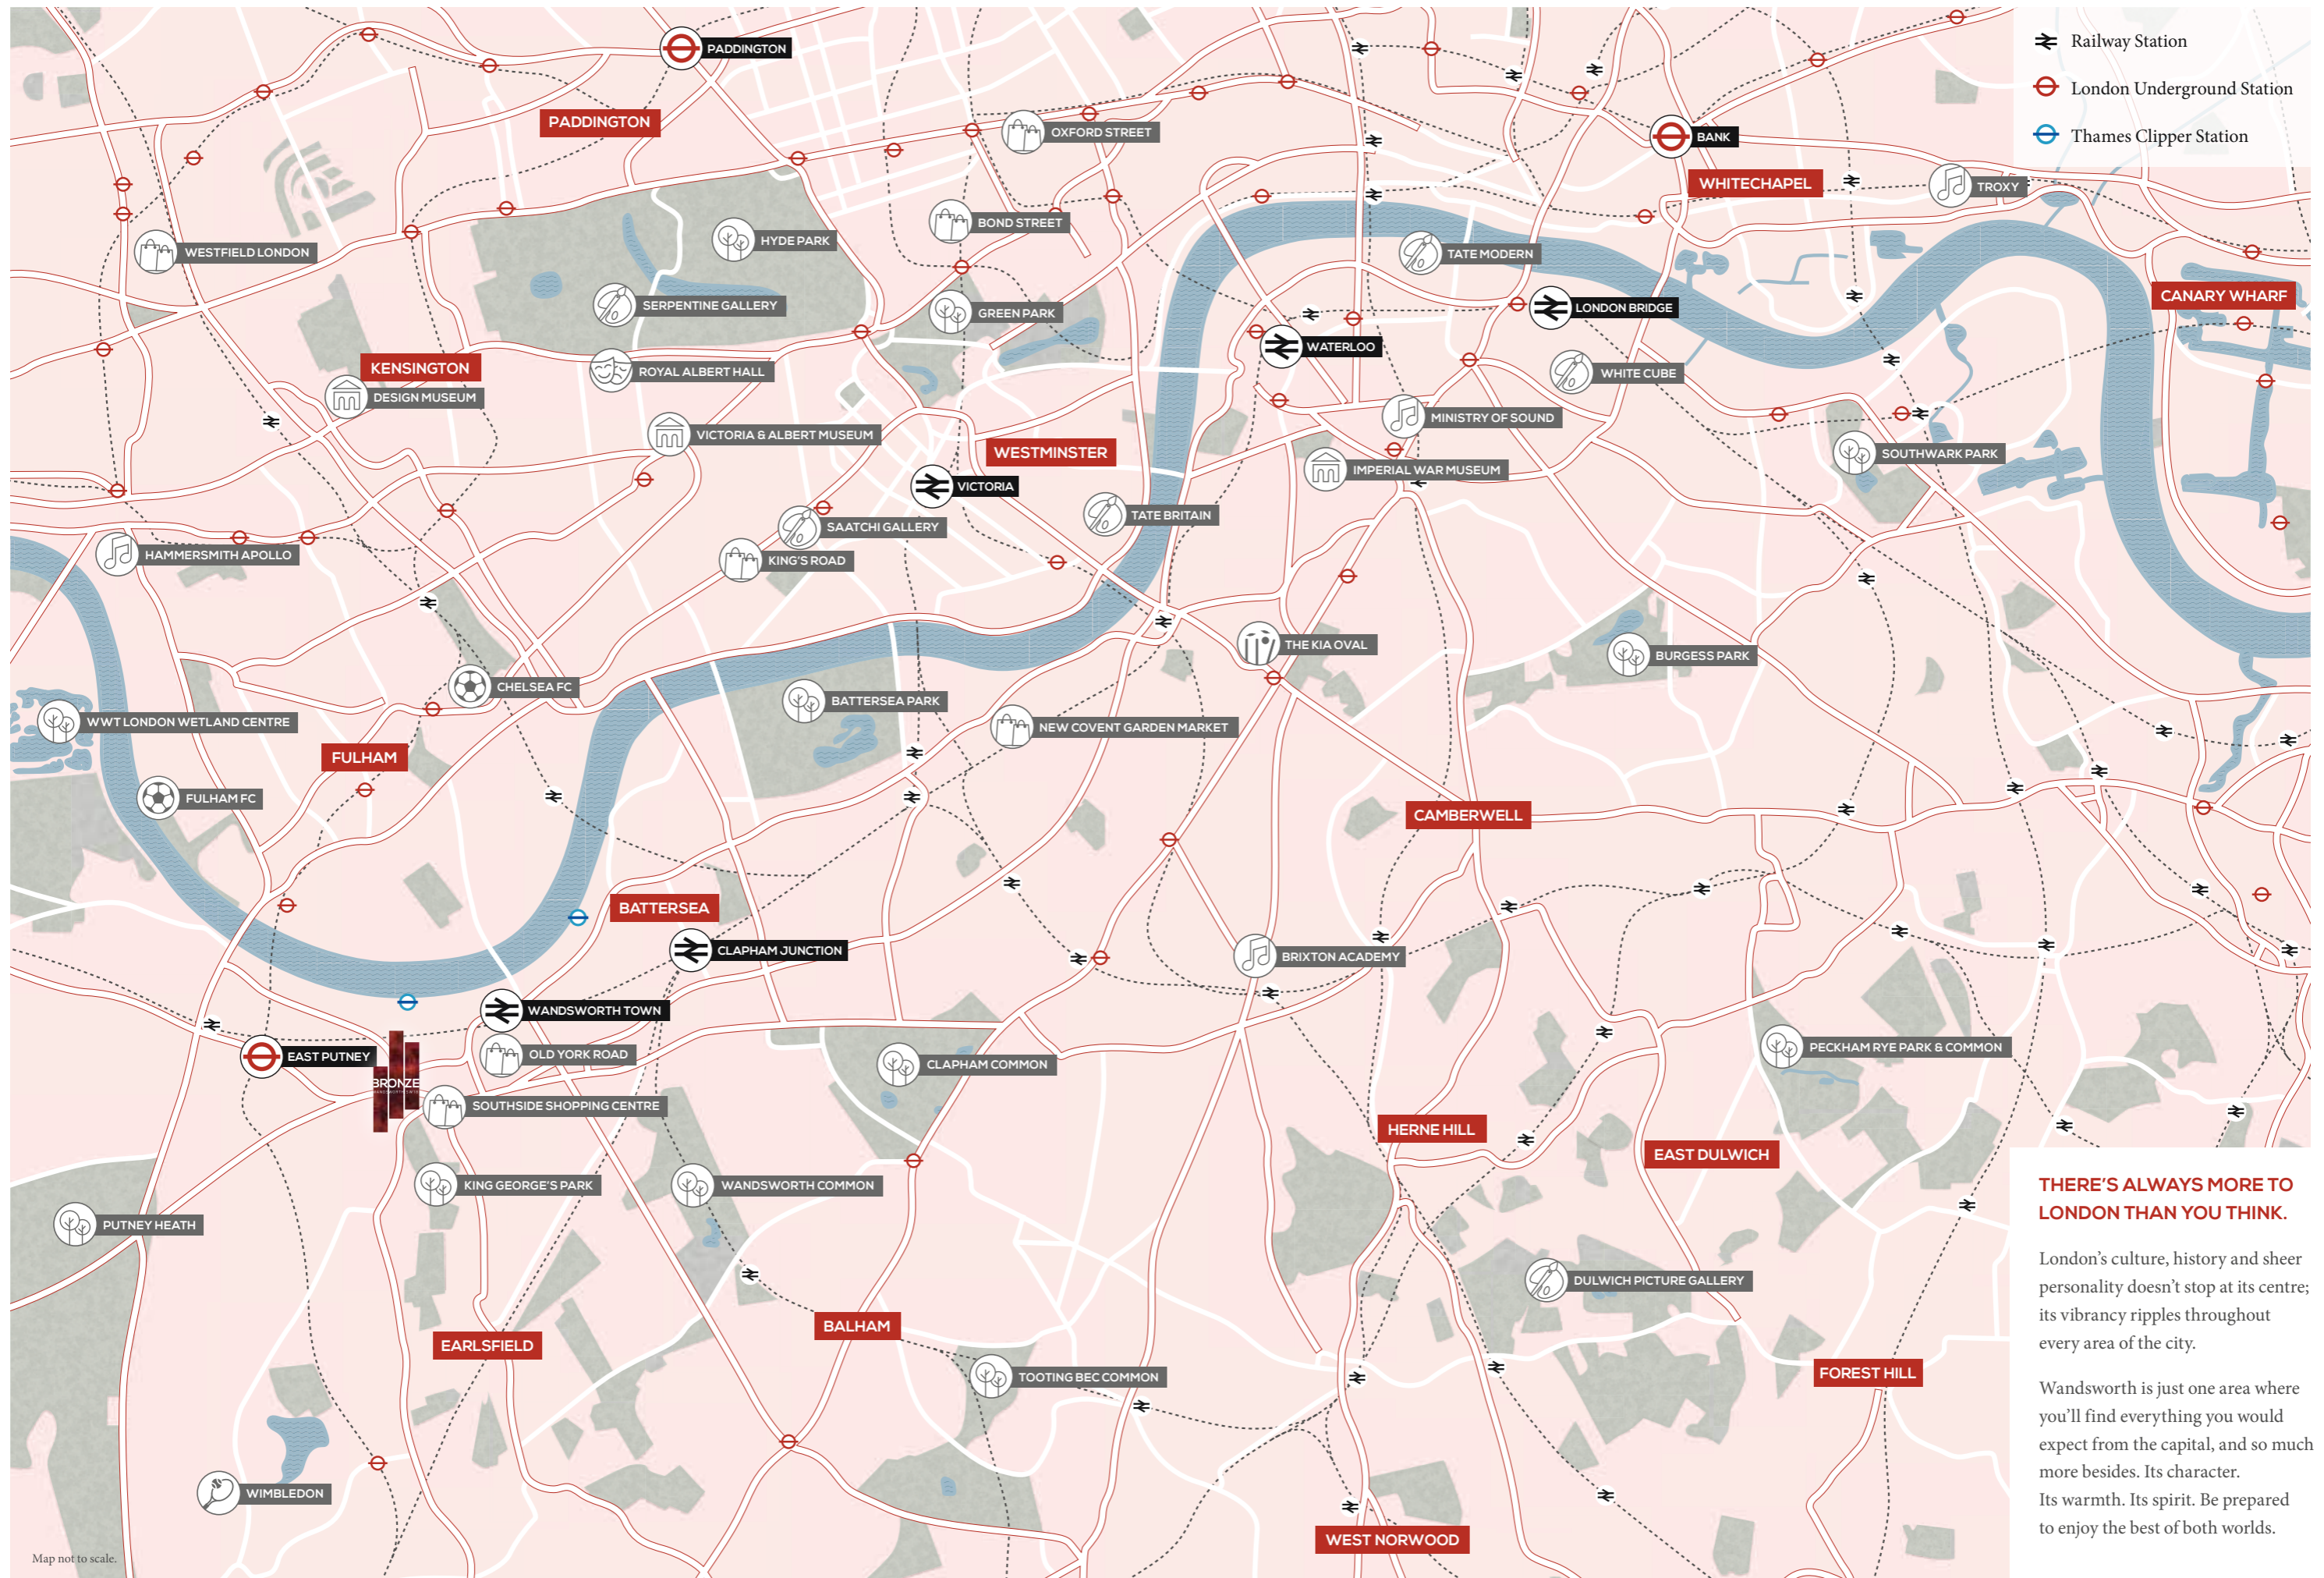 PADDINGTON
Railway Station
London Underground Station
Thames Clipper Station
PADDINGTON
OXFORD STREET
BANK
WHITECHAPEL
TROXY
BOND STREET
HYDE PARK
WESTFIELD LONDON
TATE MODERN
CANARY WHARF
SERPENTINE GALLERY
GREEN PARK
LONDON BRIDGE
WATERLOO
KENSINGTON
ROYAL ALBERT HALL
WHITE CUBE
DESIGN MUSEUM
MINISTRY OF SOUND
VICTORIA & ALBERT MUSEUM
WESTMINSTER
SOUTHWARK PARK
IMPERIAL WAR MUSEUM
VICTORIA
TATE BRITAIN
SAATCHI GALLERY
HAMMERSMITH APOLLO
KING'S ROAD
THE KIA OVAL
BURGESS PARK
CHELSEA FC
BATTERSEA PARK
WWT LONDON WETLAND CENTRE
NEW COVENT GARDEN MARKET
FULHAM
FULHAM FC
CAMBERWELL
BATTERSEA
CLAPHAM JUNCTION
BRIXTON ACADEMY
WANDSWORTH TOWN
OLD YORK ROAD
EAST PUTNEY
PECKHAM RYE PARK & COMMON
CLAPHAM COMMON
BRONZE
SOUTHSIDE SHOPPING CENTRE
HERNE HILL
EAST DULWICH
KING GEORGE'S PARK
WANDSWORTH COMMON
PUTNEY HEATH
DULWICH PICTURE GALLERY
BALHAM
EARLSFIELD
TOOTING BEC COMMON
FOREST HILL
WIMBLEDON
WEST NORWOOD
THERE'S ALWAYS MORE TO
LONDON THAN YOU THINK.
London's culture, history and sheer
personality doesn't stop at its centre;
its vibrancy ripples throughout
every area of the city.
Wandsworth is just one area where
you'll find everything you would
expect from the capital, and so much
more besides. Its character.
Its warmth. Its spirit. Be prepared
to enjoy the best of both worlds.
Map not to scale.